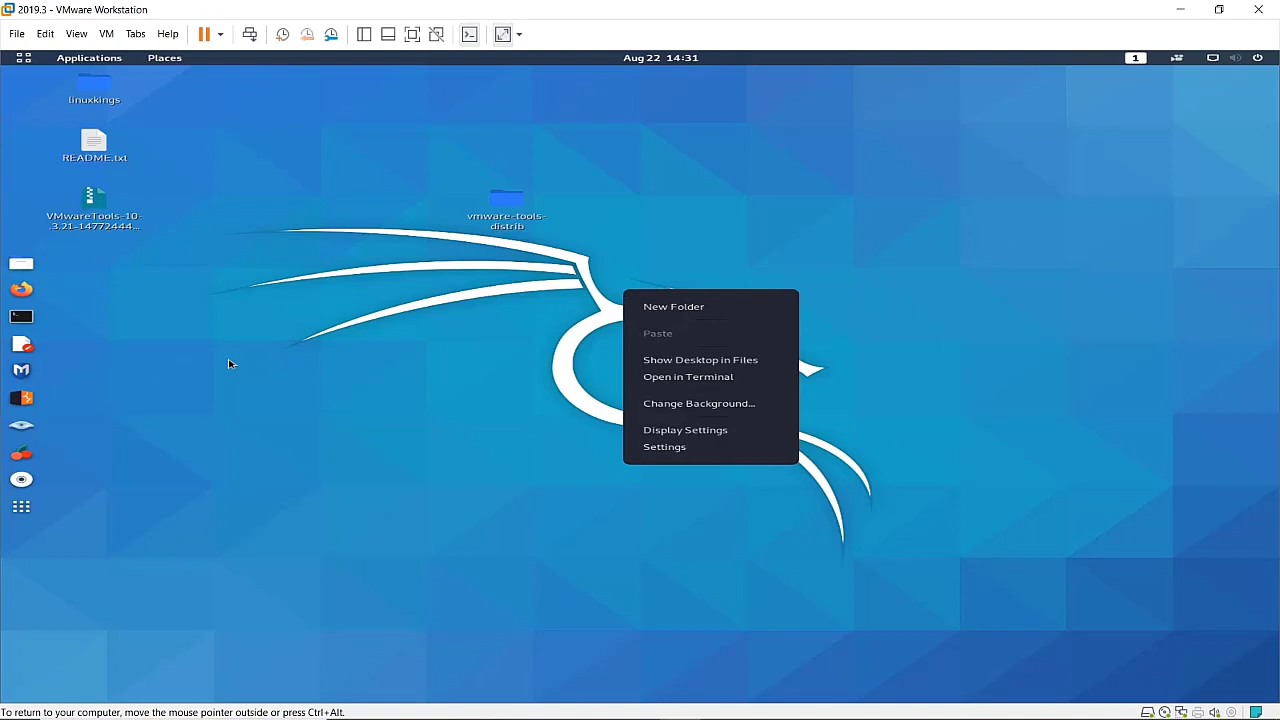 2019.3 - VMware Workstation
File Edit View VM Tabs Help
Applications Places Aug 22 14:31 1
linuxkings
README.txt
VMwareTools-10-
.3.21-14772444...
vmware-tools-
distrib
New Folder
Paste
Show Desktop in Files
Open in Terminal
Change Background...
Display Settings
Settings
To return to your computer, move the mouse pointer outside or press Ctrl+Alt.